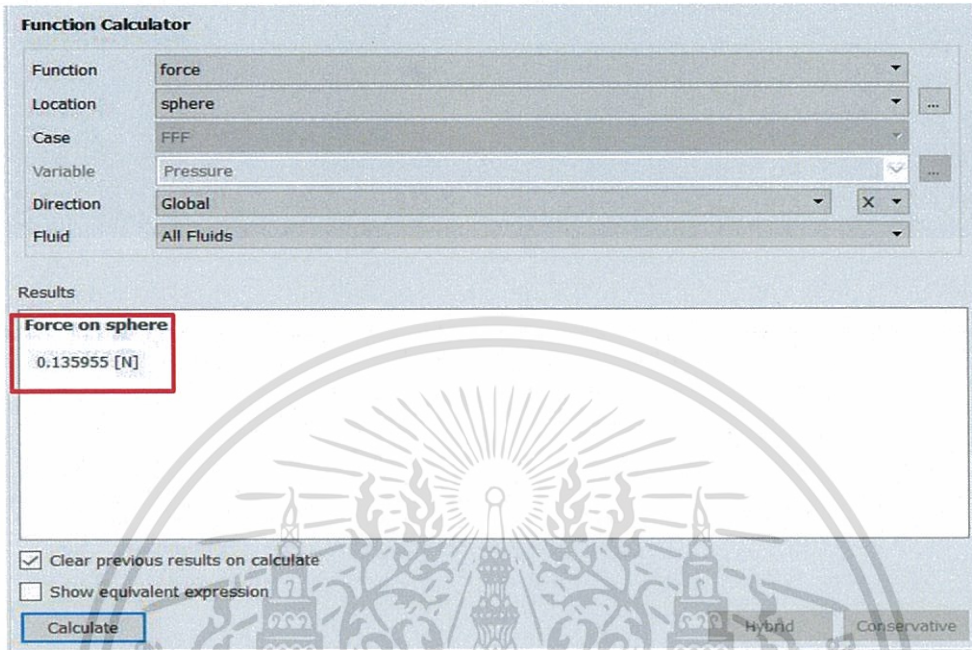 Function Calculator
Function force
Location sphere ...
Case FFF
Variable Pressure ...
Direction Global X
Fluid All Fluids
Results
Force on sphere
0.135955 [N]
Clear previous results on calculate
Show equivalent expression
Calculate Hybrid Conservative